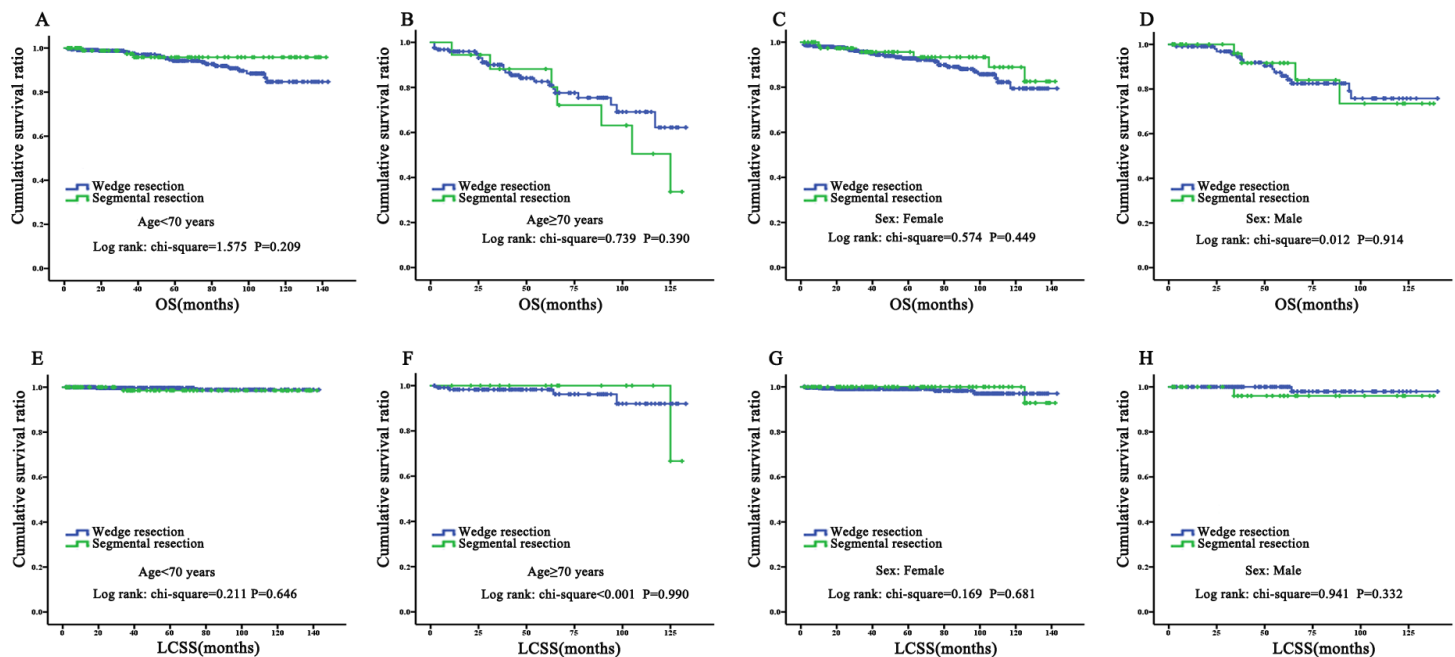 A
Cumulative survival ratio
1.0
0.8
0.6
0.4
0.2
0.0
Wedge resection
Segmental resection
Age<70 years
Log rank: chi-square=1.575 P=0.209
0 20 40 60 80 100 120 140
OS(months)
B
Cumulative survival ratio
1.0
0.8
0.6
0.4
0.2
0.0
Wedge resection
Segmental resection
Age≥70 years
Log rank: chi-square=0.739 P=0.390
0 25 50 75 100 125
OS(months)
C
Cumulative survival ratio
1.0
0.8
0.6
0.4
0.2
0.0
Wedge resection
Segmental resection
Sex: Female
Log rank: chi-square=0.574 P=0.449
0 20 40 60 80 100 120 140
OS(months)
D
Cumulative survival ratio
1.0
0.8
0.6
0.4
0.2
0.0
Wedge resection
Segmental resection
Sex: Male
Log rank: chi-square=0.012 P=0.914
0 25 50 75 100 125
OS(months)
E
Cumulative survival ratio
1.0
0.8
0.6
0.4
0.2
0.0
Wedge resection
Segmental resection
Age<70 years
Log rank: chi-square=0.211 P=0.646
0 20 40 60 80 100 120 140
LCSS(months)
F
Cumulative survival ratio
1.0
0.8
0.6
0.4
0.2
0.0
Wedge resection
Segmental resection
Age≥70 years
Log rank: chi-square<0.001 P=0.990
0 25 50 75 100 125
LCSS(months)
G
Cumulative survival ratio
1.0
0.8
0.6
0.4
0.2
0.0
Wedge resection
Segmental resection
Sex: Female
Log rank: chi-square=0.169 P=0.681
0 20 40 60 80 100 120 140
LCSS(months)
H
Cumulative survival ratio
1.0
0.8
0.6
0.4
0.2
0.0
Wedge resection
Segmental resection
Sex: Male
Log rank: chi-square=0.941 P=0.332
0 25 50 75 100 125
LCSS(months)